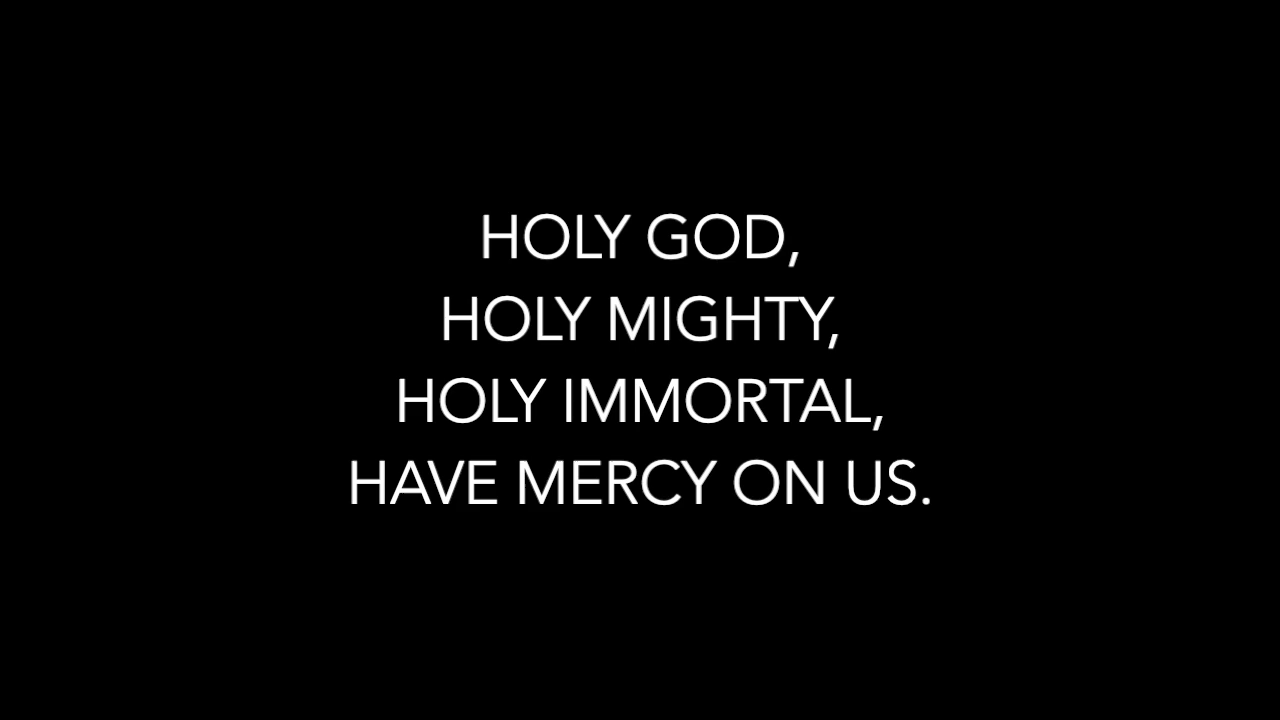 HOLY GOD,
HOLY MIGHTY,
HOLY IMMORTAL,
HAVE MERCY ON US.